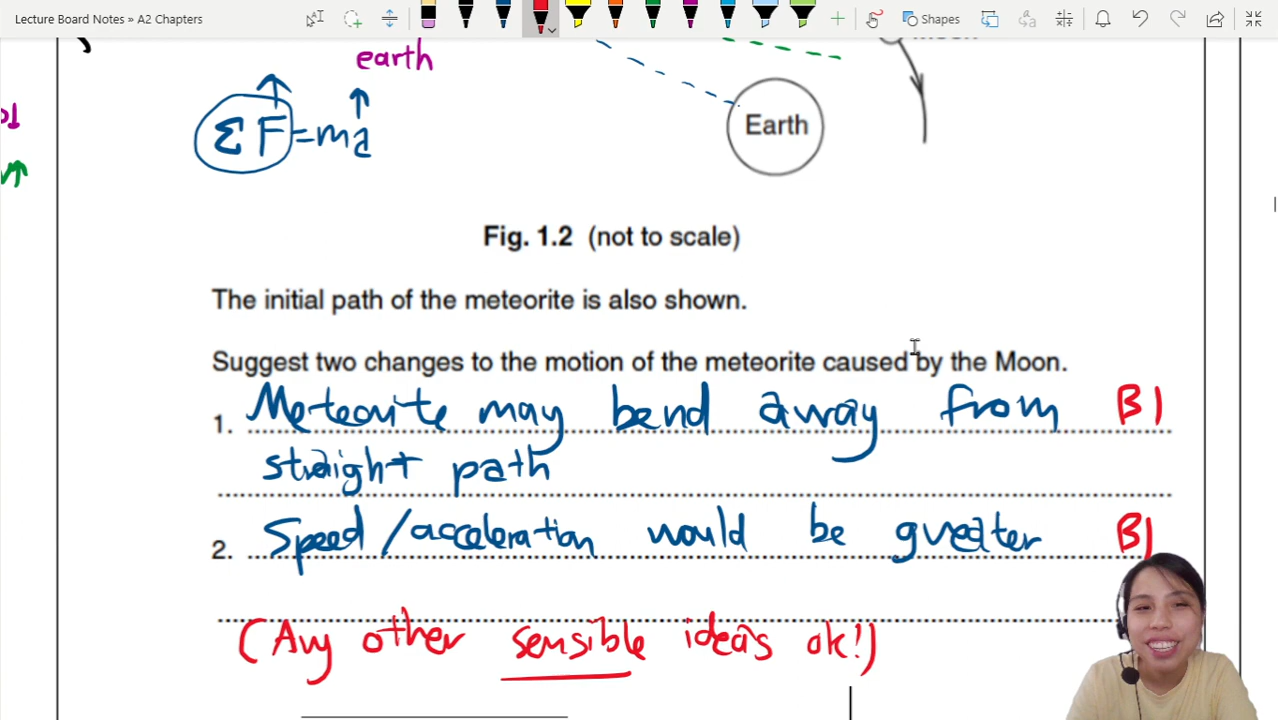 Lecture Board Notes » A2 Chapters
Shapes
earth
ΣF=ma
Earth
Fig. 1.2 (not to scale)
The initial path of the meteorite is also shown.
Suggest two changes to the motion of the meteorite caused by the Moon.
1. Meteorite may bend away from B1
straight path
2. Speed/acceleration would be greater B1
(Any other sensible ideas ok!)